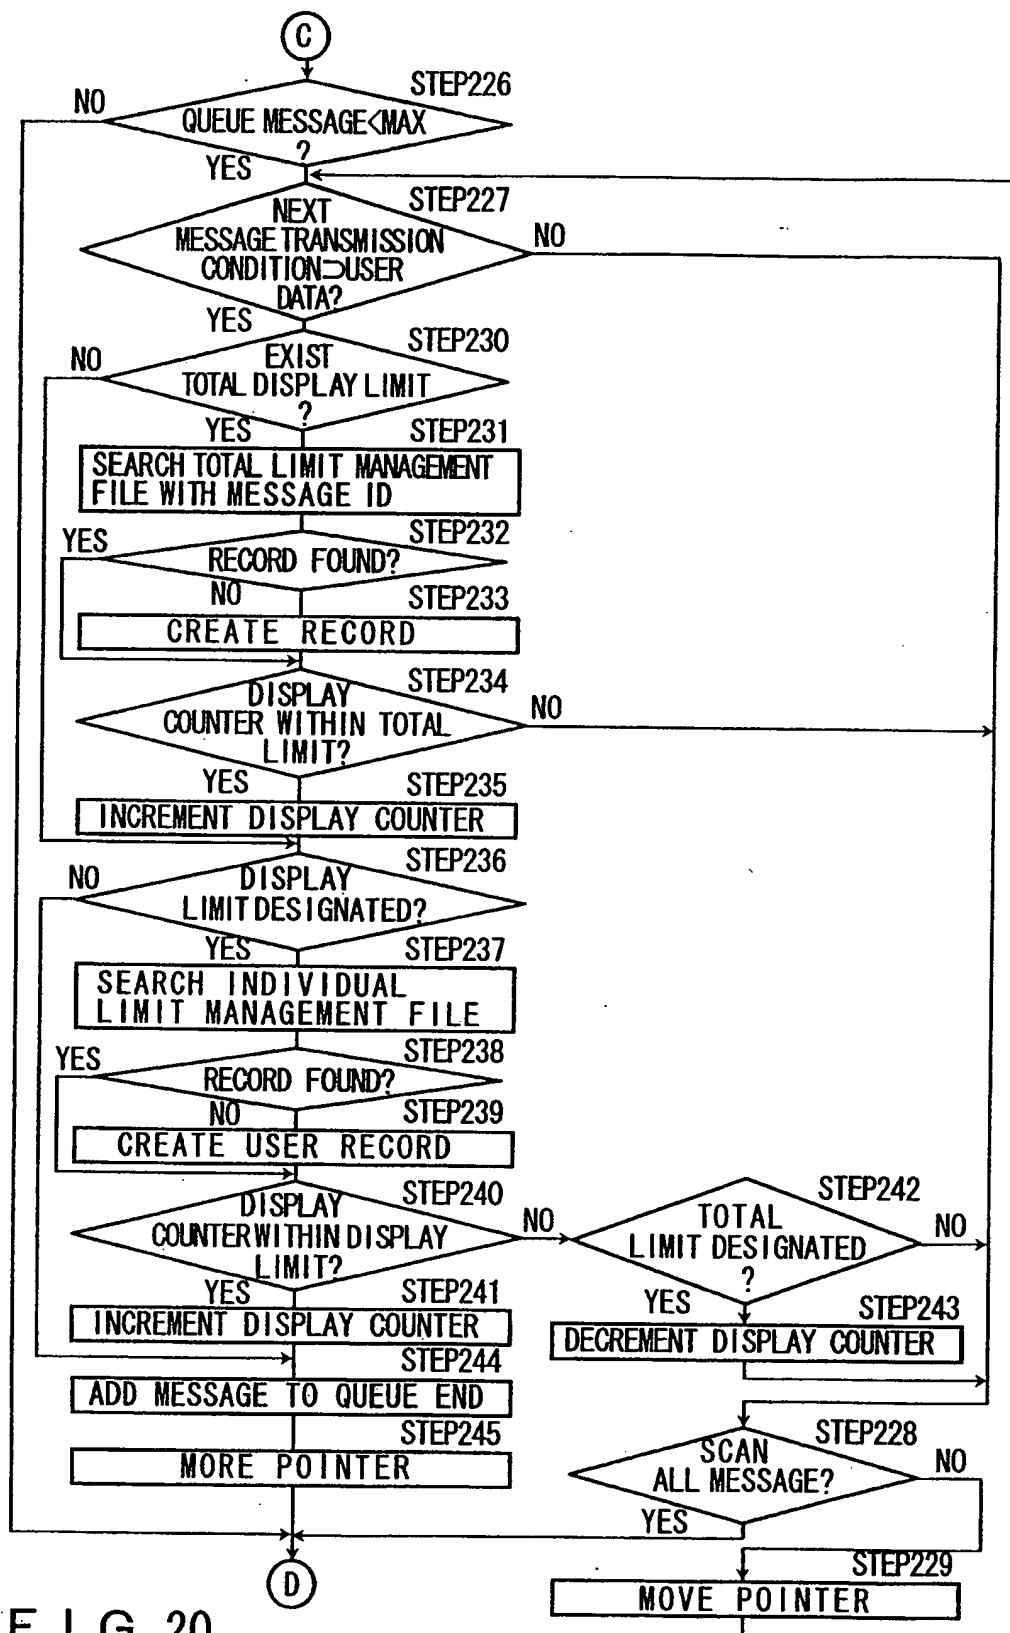 C
STEP226
NO
QUEUE MESSAGE<MAX
?
YES
STEP227
NEXT
MESSAGE TRANSMISSION
CONDITION⊃USER
DATA?
NO
YES
STEP230
NO
EXIST
TOTAL DISPLAY LIMIT
?
YES
STEP231
SEARCH TOTAL LIMIT MANAGEMENT
FILE WITH MESSAGE ID
STEP232
YES
RECORD FOUND?
NO
STEP233
CREATE RECORD
STEP234
DISPLAY
COUNTER WITHIN TOTAL
LIMIT?
NO
YES
STEP235
INCREMENT DISPLAY COUNTER
STEP236
NO
DISPLAY
LIMIT DESIGNATED?
YES
STEP237
SEARCH INDIVIDUAL
LIMIT MANAGEMENT FILE
STEP238
YES
RECORD FOUND?
NO
STEP239
CREATE USER RECORD
STEP240
DISPLAY
COUNTER WITHIN DISPLAY
LIMIT?
NO
STEP242
TOTAL
LIMIT DESIGNATED
?
NO
YES
STEP241
INCREMENT DISPLAY COUNTER
YES
STEP243
DECREMENT DISPLAY COUNTER
STEP244
ADD MESSAGE TO QUEUE END
STEP245
MORE POINTER
STEP228
SCAN
ALL MESSAGE?
NO
YES
STEP229
MOVE POINTER
D
FIG. 20